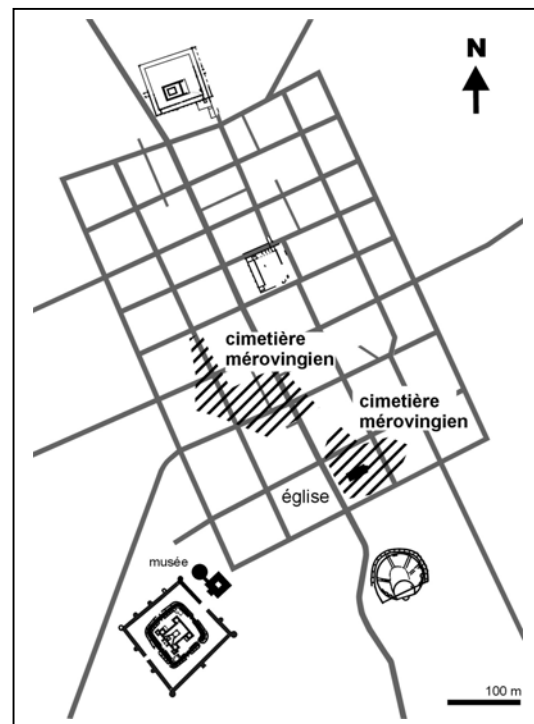 N
cimetière
mérovingien
cimetière
mérovingien
église
musée
100 m